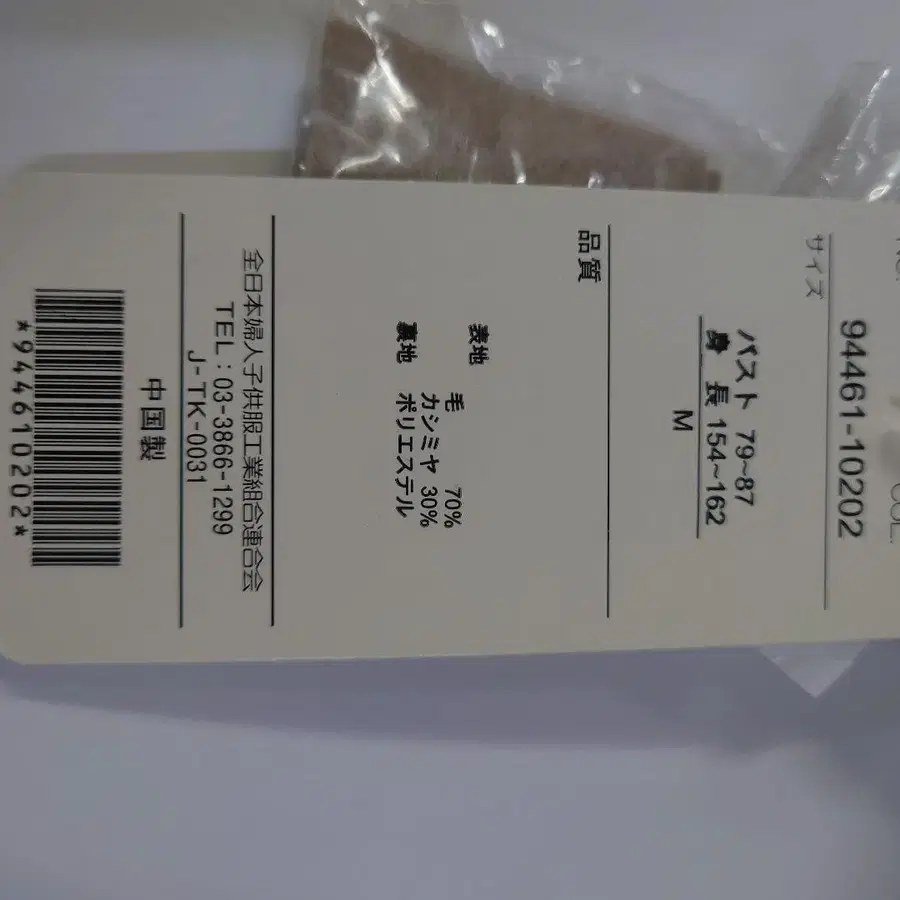 COL.
94461-10202
サイズ
バスト 79~87
身 長 154~162
M
品質
表地
毛 70%
カシミヤ 30%
裏地 ポリエステル
全日本婦人子供服工業組合連合会
TEL:03-3866-1299
J-TK-0031
中国製
*9446110202*